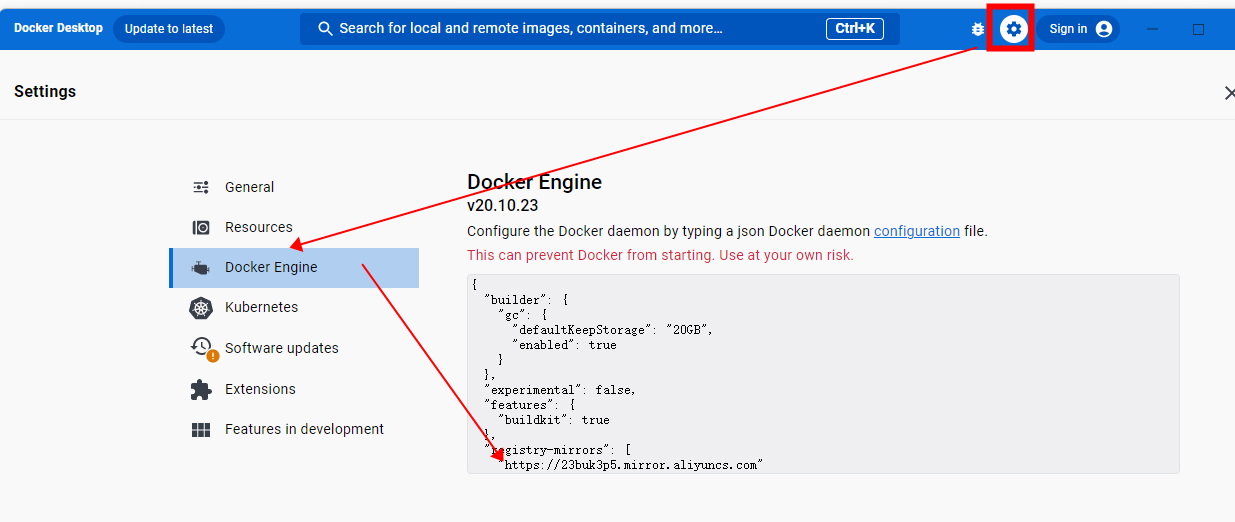 Docker Desktop Update to latest Search for local and remote images, containers, and more... Ctrl+K Sign in
Settings
General
Resources
Docker Engine
Kubernetes
Software updates
Extensions
Features in development
Docker Engine
v20.10.23
Configure the Docker daemon by typing a json Docker daemon configuration file.
This can prevent Docker from starting. Use at your own risk.
{
"builder": {
"gc": {
"defaultKeepStorage": "20GB",
"enabled": true
}
},
"experimental": false,
"features": {
"buildkit": true
},
"registry-mirrors": [
"https://23buk3p5.mirror.aliyuncs.com"